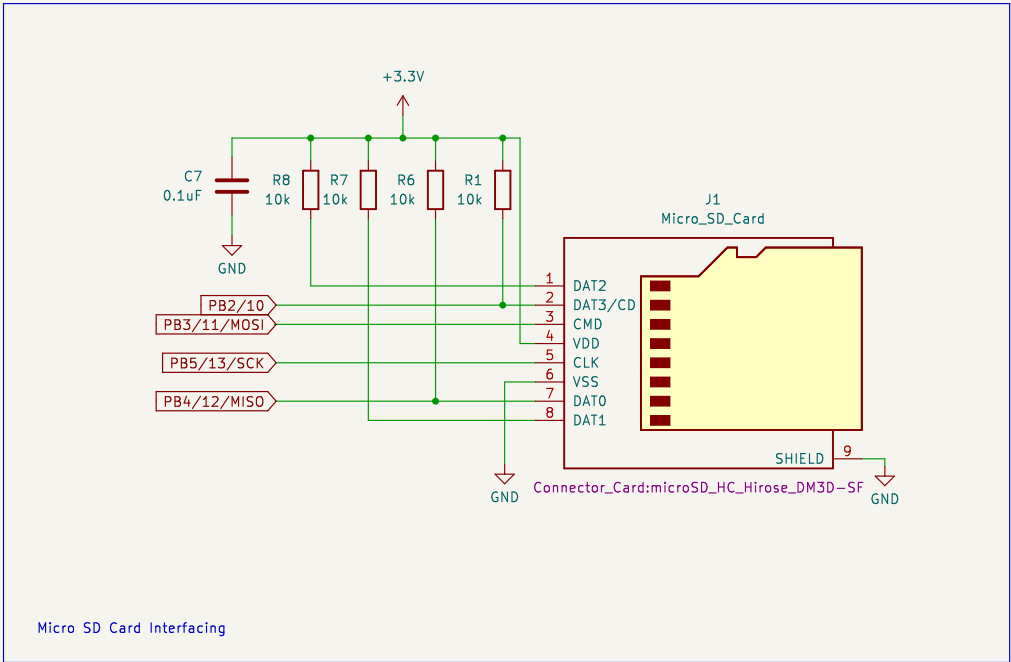 +3.3V
C7
0.1uF
R8
10k
R7
10k
R6
10k
R1
10k
GND
J1
Micro_SD_Card
PB2/10
PB3/11/MOSI
PB5/13/SCK
PB4/12/MISO
1 DAT2
2 DAT3/CD
3 CMD
4 VDD
5 CLK
6 VSS
7 DAT0
8 DAT1
SHIELD 9
GND
Connector_Card:microSD_HC_Hirose_DM3D-SF
GND
Micro SD Card Interfacing